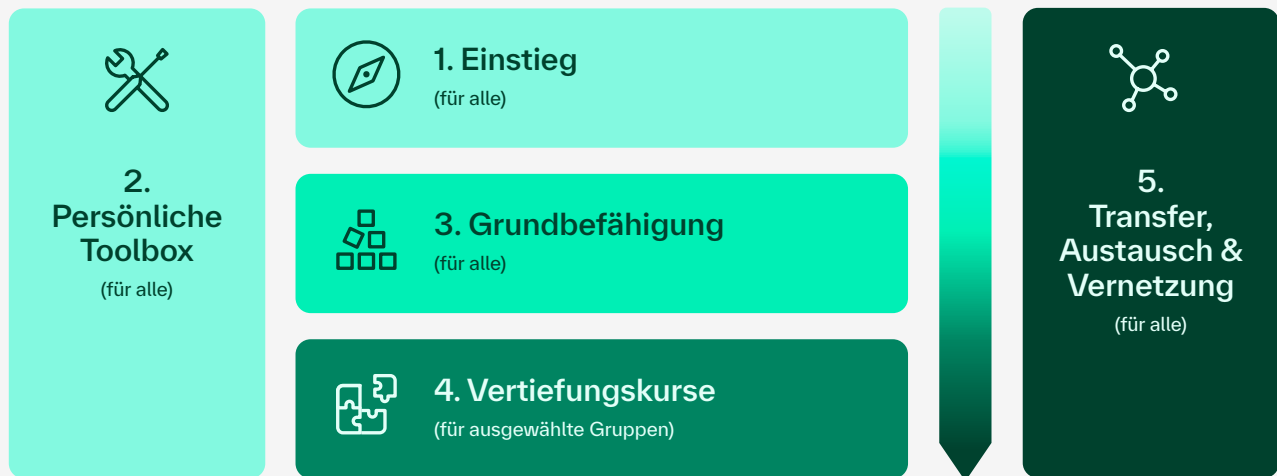 2.
Persönliche
Toolbox
(für alle)
1. Einstieg
(für alle)
3. Grundbefähigung
(für alle)
4. Vertiefungskurse
(für ausgewählte Gruppen)
5.
Transfer,
Austausch &
Vernetzung
(für alle)